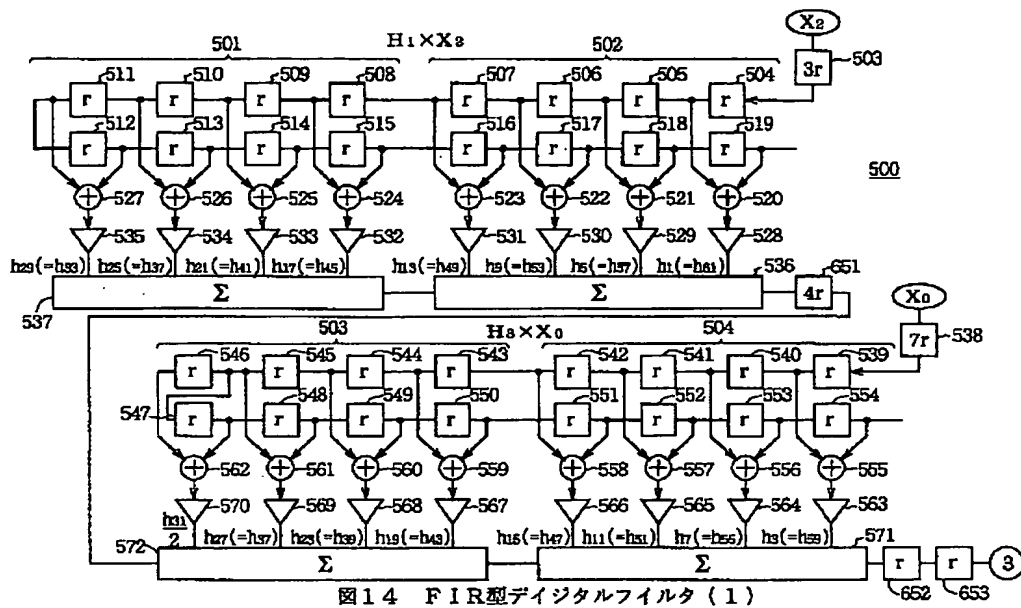 501 H1×X2 502 X2
511 510 509 508 507 506 505 504 3r 503
r r r r r r r r
512 513 514 515 516 517 518 519
r r r r r r r r
500
+ 527 + 526 + 525 + 524 + 523 + 522 + 521 + 520
535 534 533 532 531 530 529 528
h29(=h33) h25(=h37) h21(=h41) h17(=h45) h13(=h49) h9(=h53) h5(=h57) h1(=h61) 536 651
Σ Σ 4r
537
X0
503 H3×X0 504 7r 538
546 545 544 543 542 541 540 539
r r r r r r r r
547 548 549 550 551 552 553 554
r r r r r r r r
+ 562 + 561 + 560 + 559 + 558 + 557 + 556 + 555
570 569 568 567 566 565 564 563
h31/2 h27(=h37) h23(=h39) h19(=h43) h15(=h47) h11(=h51) h7(=h55) h3(=h59) 571
572 Σ Σ r r 3
652 653
図14 FIR型デイジタルフイルタ(1)